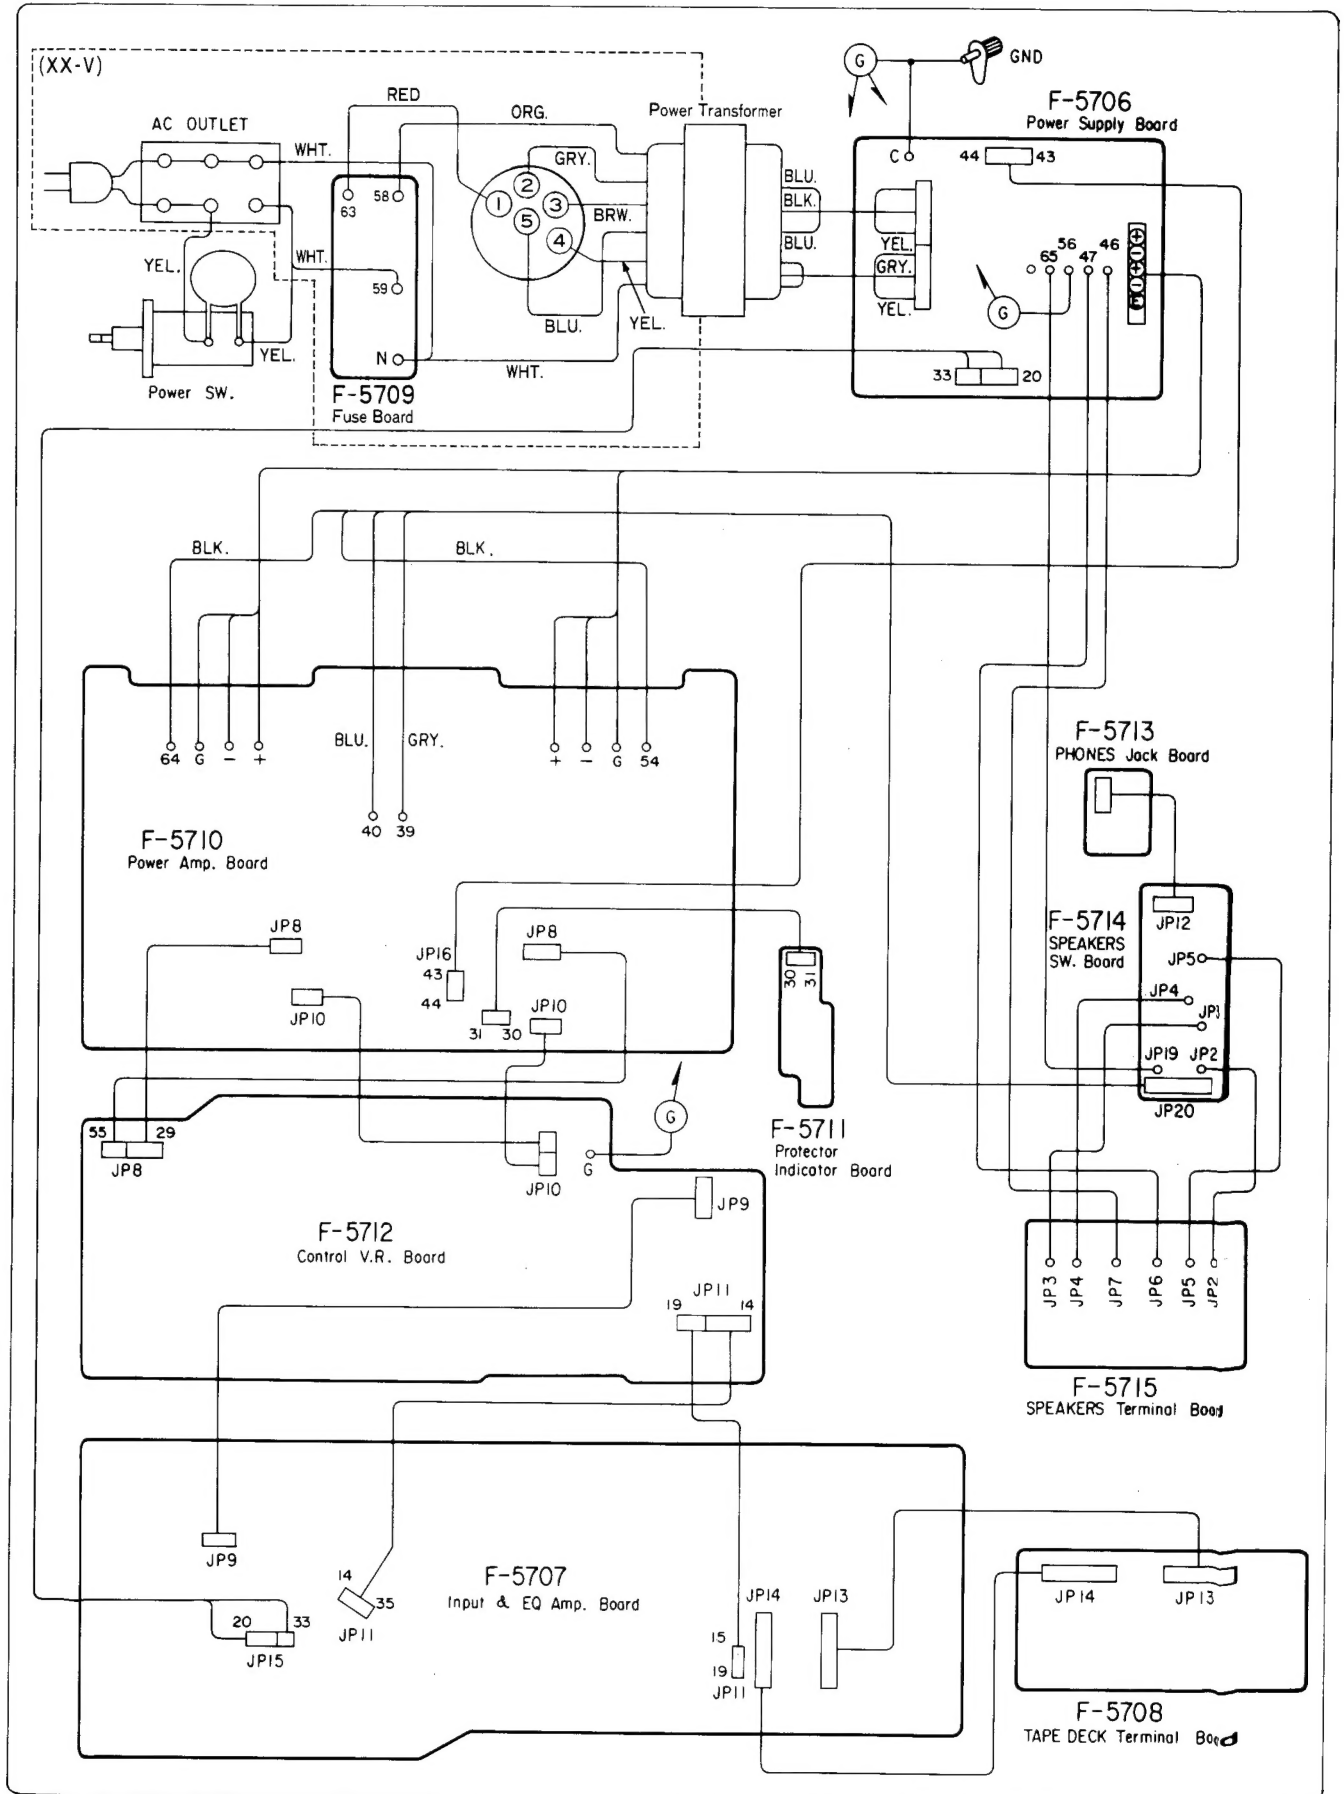 (XX-V)
AC OUTLET
RED
ORG.
WHT.
GRY.
BRW.
Power Transformer
G
GND
F-5706
Power Supply Board
C
44
43
BLU.
BLK.
BLU.
YEL.
GRY.
YEL.
63
58
1
2
3
5
4
YEL.
WHT.
59
BLU.
YEL.
65
56
47
46
+
-
+
-
G
YEL.
Power SW.
N
WHT.
F-5709
Fuse Board
33
20
BLK.
BLK.
64
G
-
+
BLU.
GRY.
+
-
G
54
40
39
F-5710
Power Amp. Board
F-5713
PHONES Jack Board
JP8
JP10
JP16
43
44
JP8
31
30
JP10
30
31
F-5711
Protector
Indicator Board
F-5714
SPEAKERS
SW. Board
JP12
JP5
JP4
JP3
JP19
JP2
JP20
55
29
JP8
JP10
G
G
JP9
F-5712
Control V.R. Board
JP11
19
14
JP3
JP4
JP7
JP6
JP5
JP2
F-5715
SPEAKERS Terminal Board
JP9
14
35
JP11
20
33
JP15
F-5707
Input & EQ Amp. Board
15
19
JP11
JP14
JP13
JP14
JP13
F-5708
TAPE DECK Terminal Board